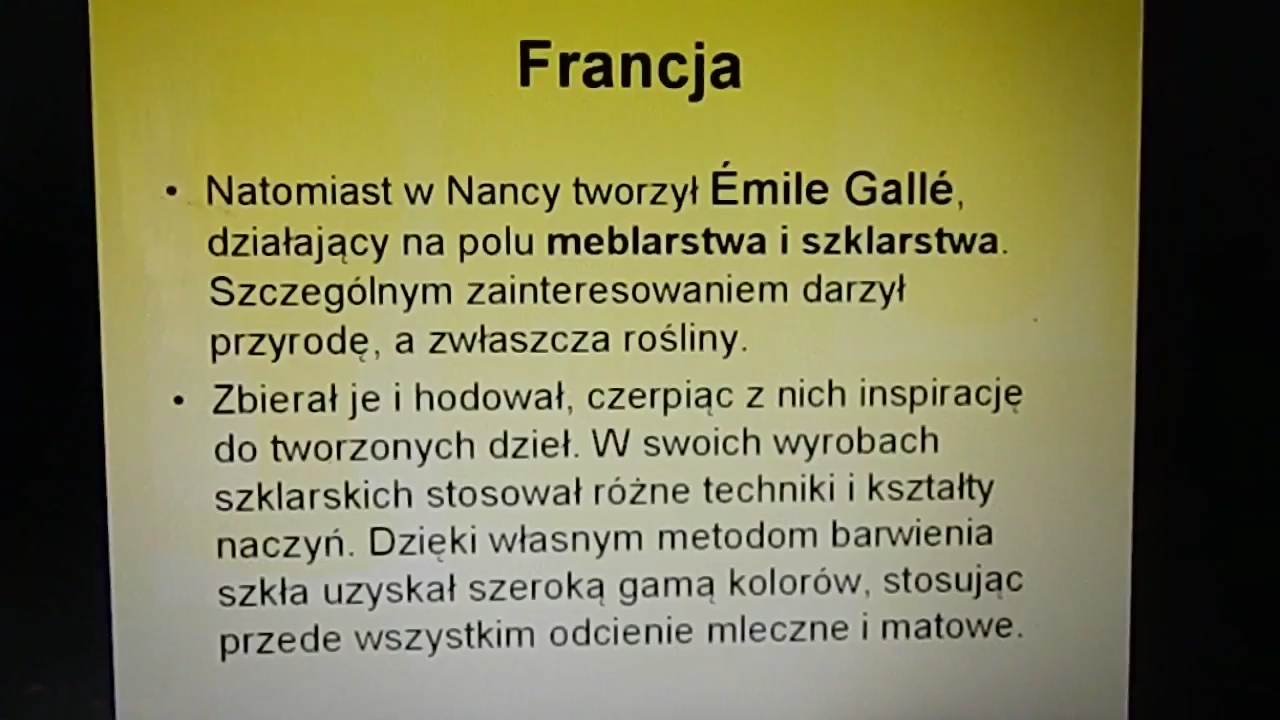 Francja
• Natomiast w Nancy tworzył Émile Gallé,
działający na polu meblarstwa i szklarstwa.
Szczególnym zainteresowaniem darzył
przyrodę, a zwłaszcza rośliny.
• Zbierał je i hodował, czerpiąc z nich inspirację
do tworzonych dzieł. W swoich wyrobach
szklarskich stosował różne techniki i kształty
naczyń. Dzięki własnym metodom barwienia
szkła uzyskał szeroką gamą kolorów, stosując
przede wszystkim odcienie mleczne i matowe.